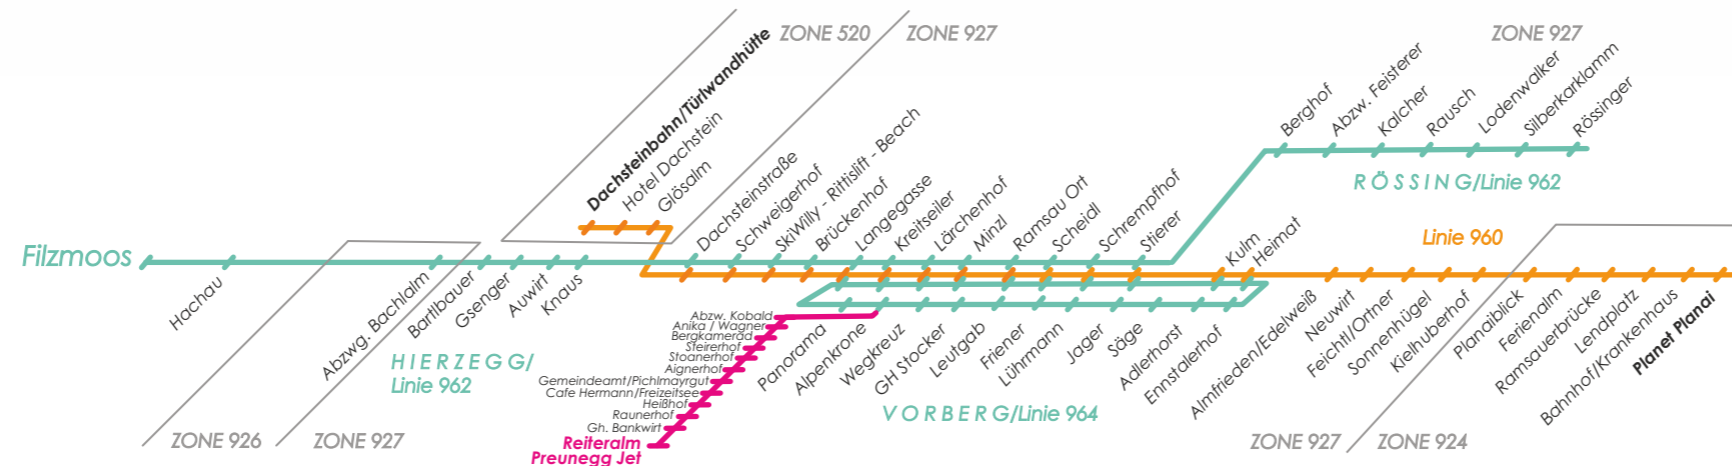 ZONE 520
ZONE 927
ZONE 927
Dachsteinbahn/Türlwandhütte
Hotel Dachstein
Glösalm
Dachsteinstraße
Schweigerhof
SkiWilly - Rittislift - Beach
Brückenhof
Langegasse
Kreitseiler
Lärchenhof
Minzl
Ramsau Ort
Scheidl
Schrempfhof
Stierer
Kulm
Heimat
Berghof
Abzw. Feisterer
Kalcher
Rausch
Lodenwalker
Silberkarklamm
Rössinger
RÖSSING/Linie 962
Linie 960
Filzmoos
Hachau
Abzwg. Bachlalm
Bartlbauer
Gsenger
Auwirt
Knaus
HIERZEGG/
Linie 962
Abzw. Kobald
Anika / Wagner
Bergkamerad
Steirerhof
Stoanerhof
Aignerhof
Gemeindeamt/Pichlmayrgut
Cafe Hermann/Freizeitsee
Heißhof
Raunerhof
Gh. Bankwirt
Reiteralm
Preunegg Jet
Panorama
Alpenkrone
Wegkreuz
GH Stocker
Leutgab
Friener
Lührmann
Jager
Säge
Adlerhorst
Ennstalerhof
VORBERG/Linie 964
Almfrieden/Edelweiß
Neuwirt
Feichtl/Ortner
Sonnenhügel
Kielhuberhof
Planaiblick
Ferienalm
Ramsauerbrücke
Lendplatz
Bahnhof/Krankenhaus
Planet Planai
ZONE 926
ZONE 927
ZONE 927
ZONE 924